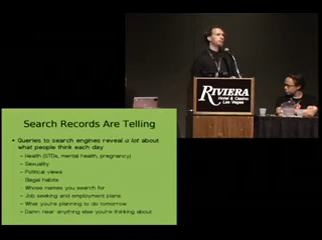 RIVIERA
Hotel & Casino
Las Vegas
Search Records Are Telling
• Queries to search engines reveal a lot about
what people think each day
– Health (STDs, mental health, pregnancy)
– Sexuality
– Political views
– Illegal habits
– Whose names you search for
– Job seeking and employment plans
– What you're planning to do tomorrow
– Damn near anything else you're thinking about